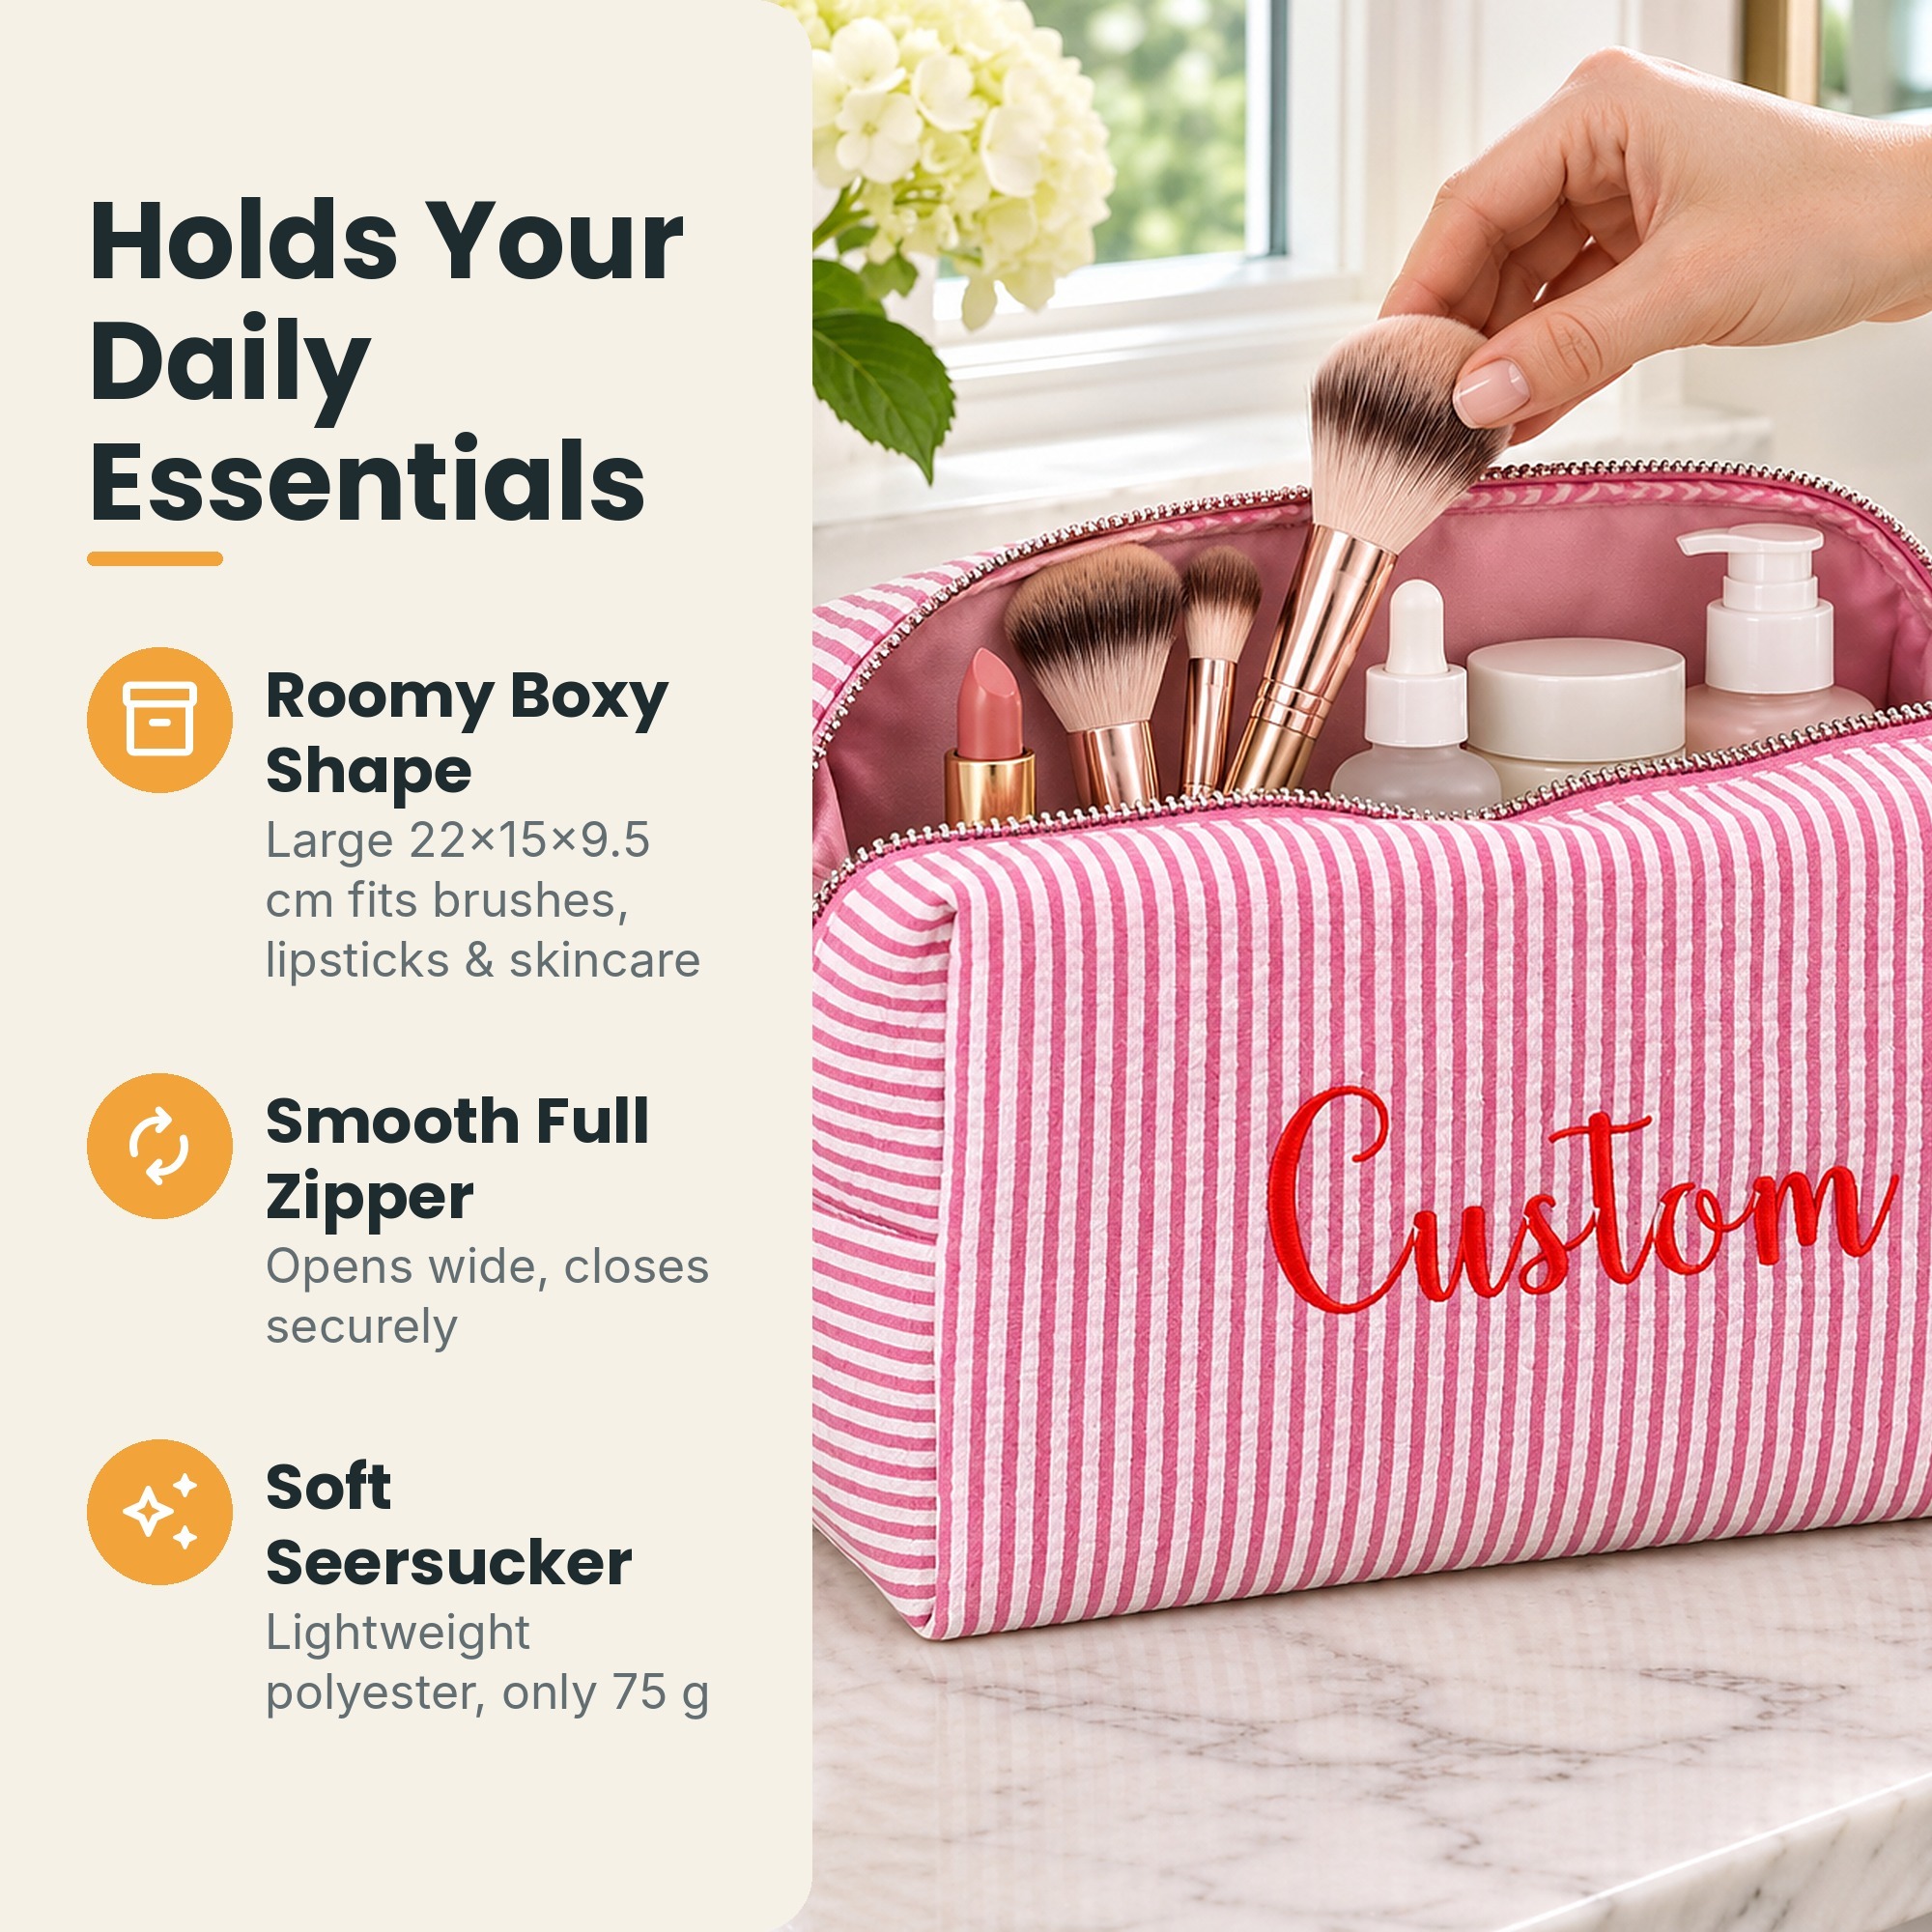 Holds Your
Daily
Essentials
Roomy Boxy
Shape
Large 22×15×9.5
cm fits brushes,
lipsticks & skincare
Smooth Full
Zipper
Opens wide, closes
securely
Soft
Seersucker
Lightweight
polyester, only 75 g
Custom